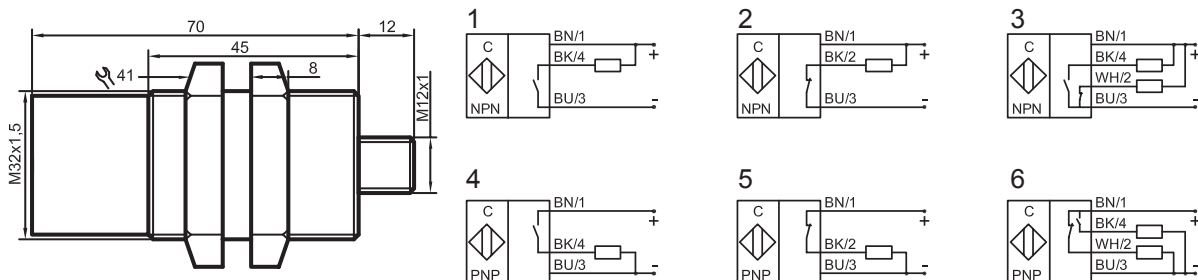 70
12
45
41
8
M32x1,5
M12x1
1
C
NPN
BN/1
BK/4
BU/3
+
-
2
C
NPN
BN/1
BK/2
BU/3
+
-
3
C
NPN
BN/1
BK/4
WH/2
BU/3
+
-
4
C
PNP
BN/1
BK/4
BU/3
+
-
5
C
PNP
BN/1
BK/2
BU/3
+
-
6
C
PNP
BN/1
BK/4
WH/2
BU/3
+
-